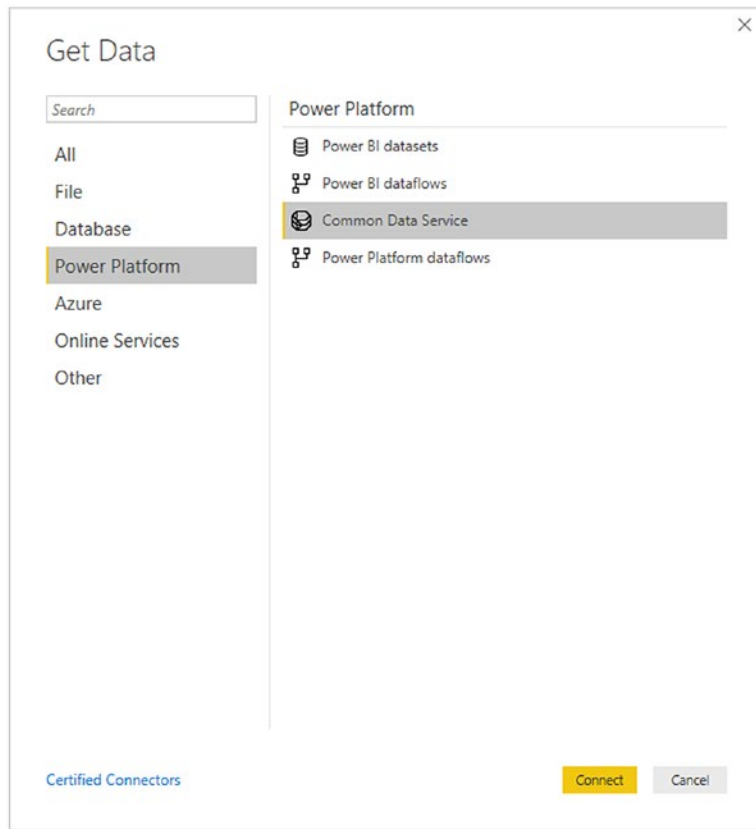 Get Data
Search
All
File
Database
Power Platform
Azure
Online Services
Other
Power Platform
Power BI datasets
Power BI dataflows
Common Data Service
Power Platform dataflows
Certified Connectors
Connect
Cancel